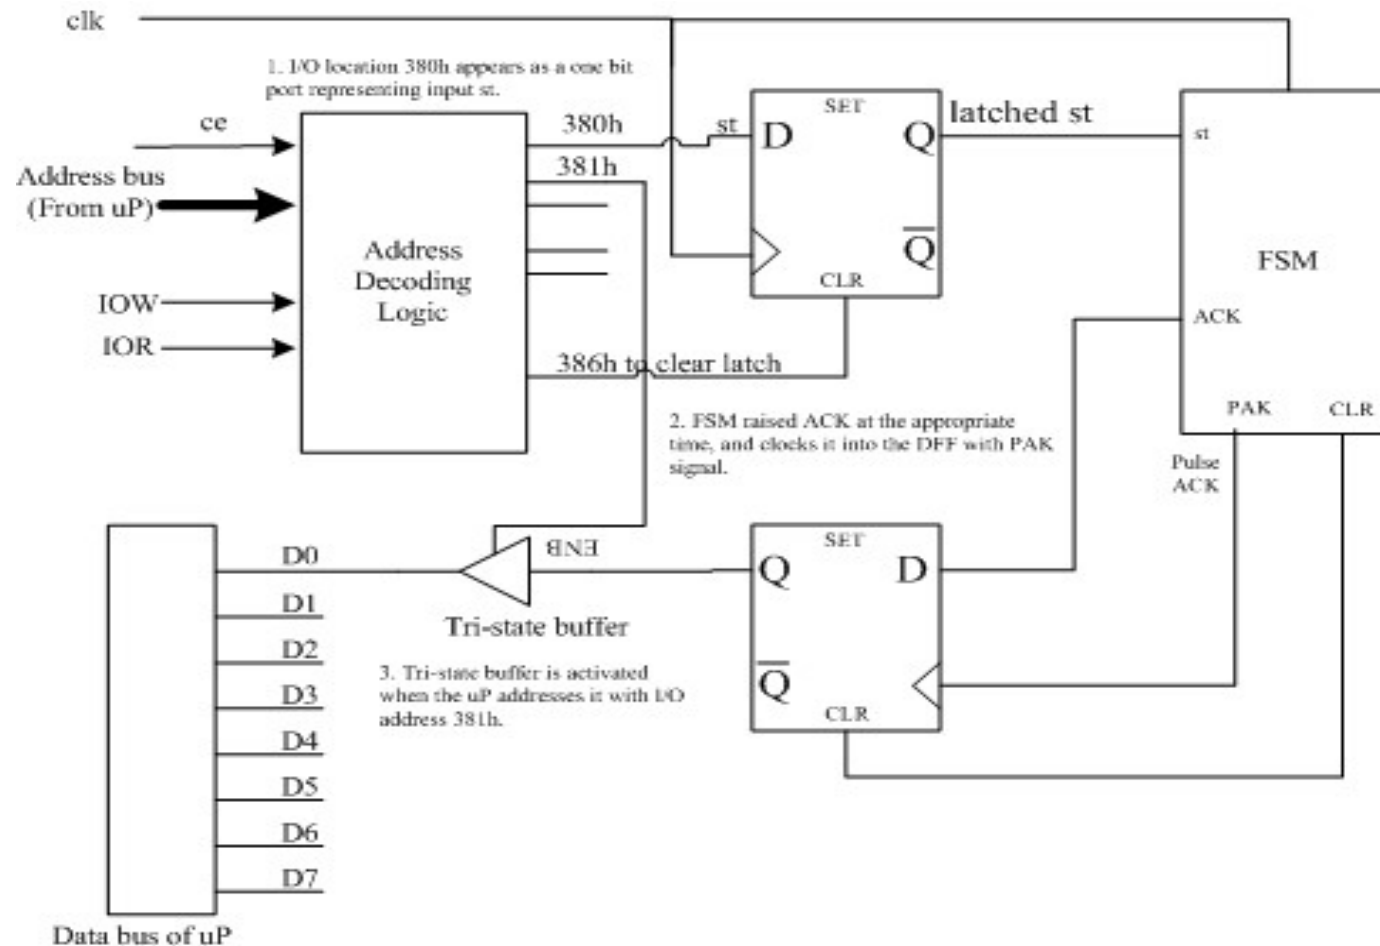 clk
1. I/O location 380h appears as a one bit
port representing input st.
ce
Address bus
(From uP)
IOW
IOR
Address
Decoding
Logic
380h
381h
386h to clear latch
st
SET
D
Q
Q
CLR
latched st
st
FSM
ACK
PAK
CLR
2. FSM raised ACK at the appropriate
time, and clocks it into the DFF with PAK
signal.
Pulse
ACK
D0
D1
D2
D3
D4
D5
D6
D7
Data bus of uP
ENB
Tri-state buffer
3. Tri-state buffer is activated
when the uP addresses it with I/O
address 381h.
SET
Q
D
Q
CLR